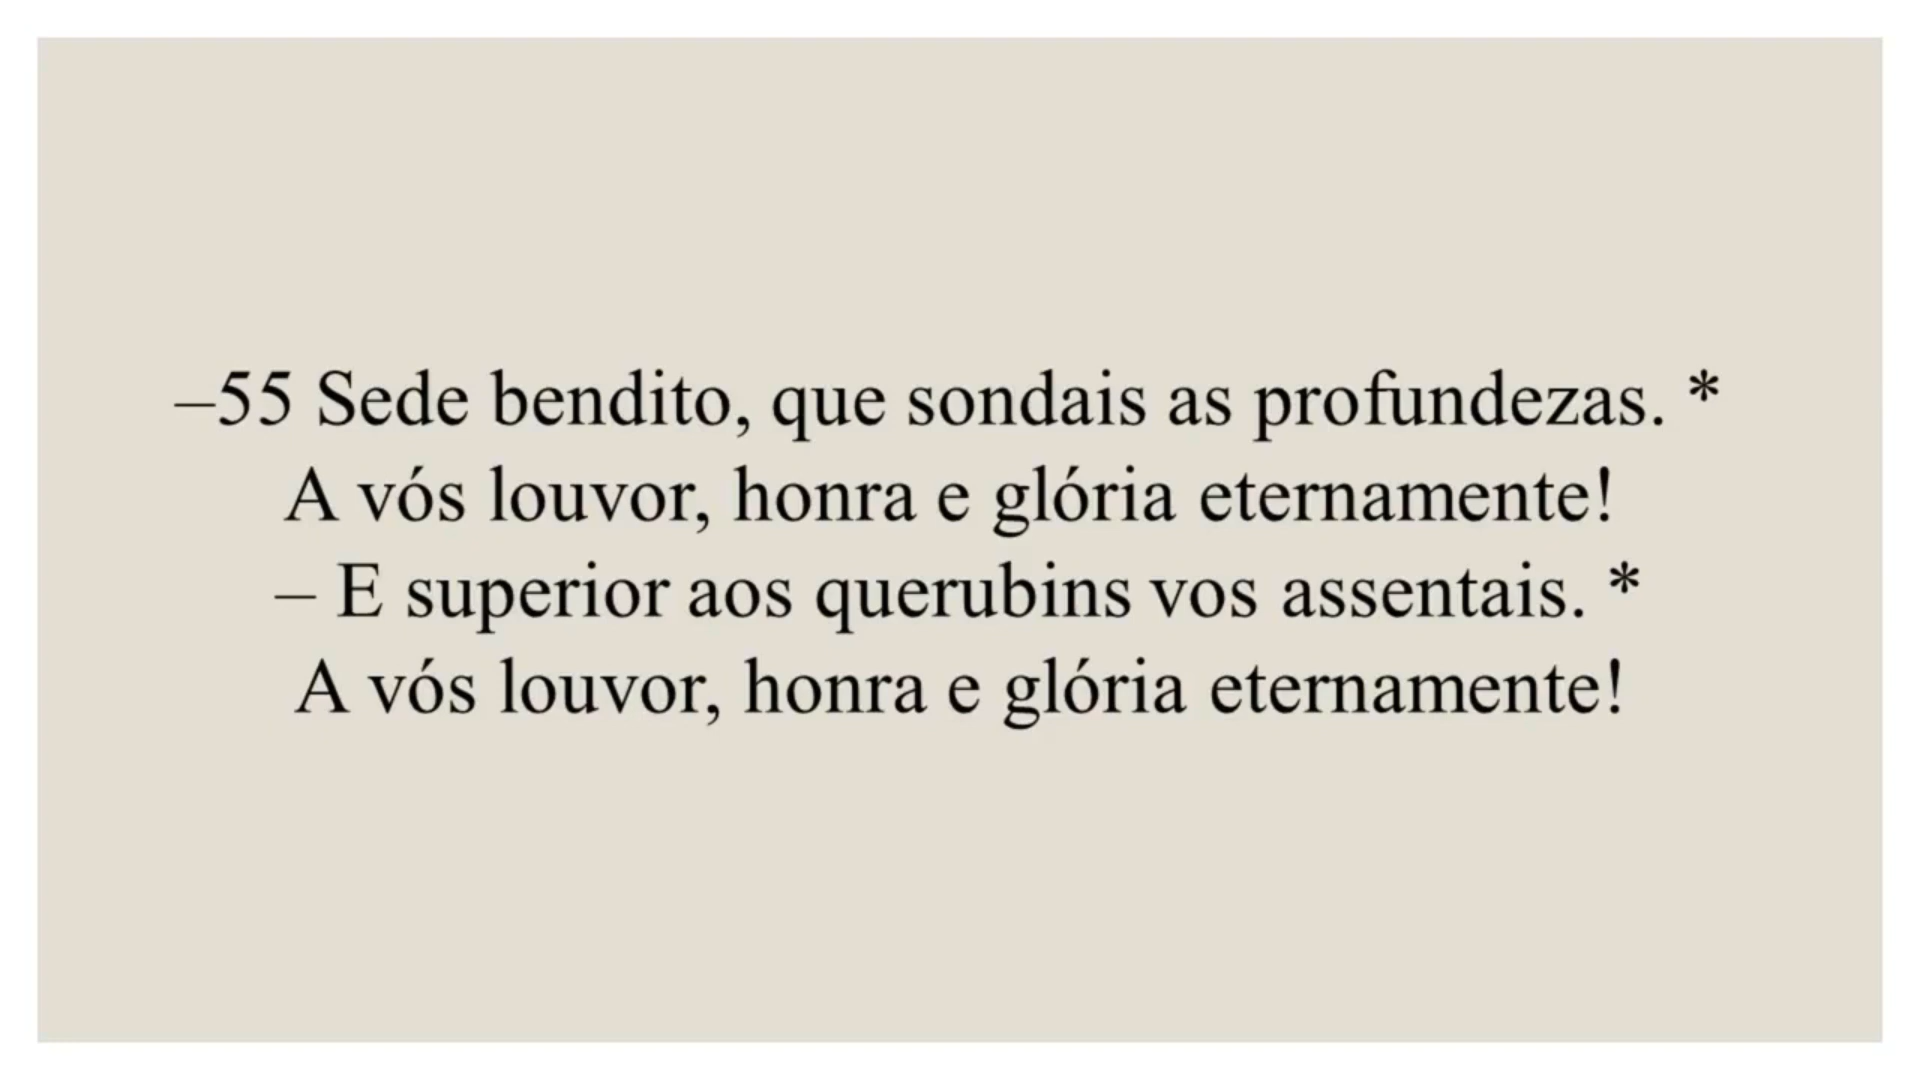 –55 Sede bendito, que sondais as profundezas. *
A vós louvor, honra e glória eternamente!
– E superior aos querubins vos assentais. *
A vós louvor, honra e glória eternamente!